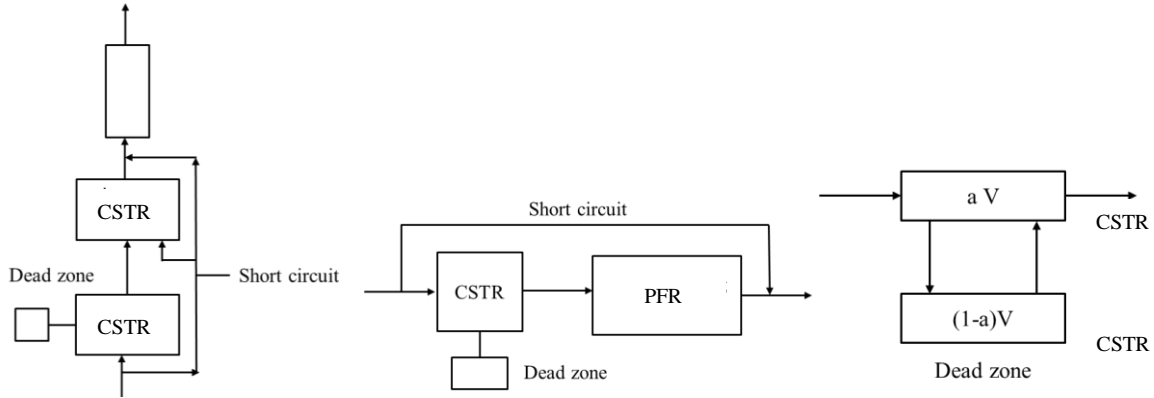 CSTR
Dead zone
CSTR
Short circuit
Short circuit
CSTR
PFR
Dead zone
a V
CSTR
(1-a)V
CSTR
Dead zone